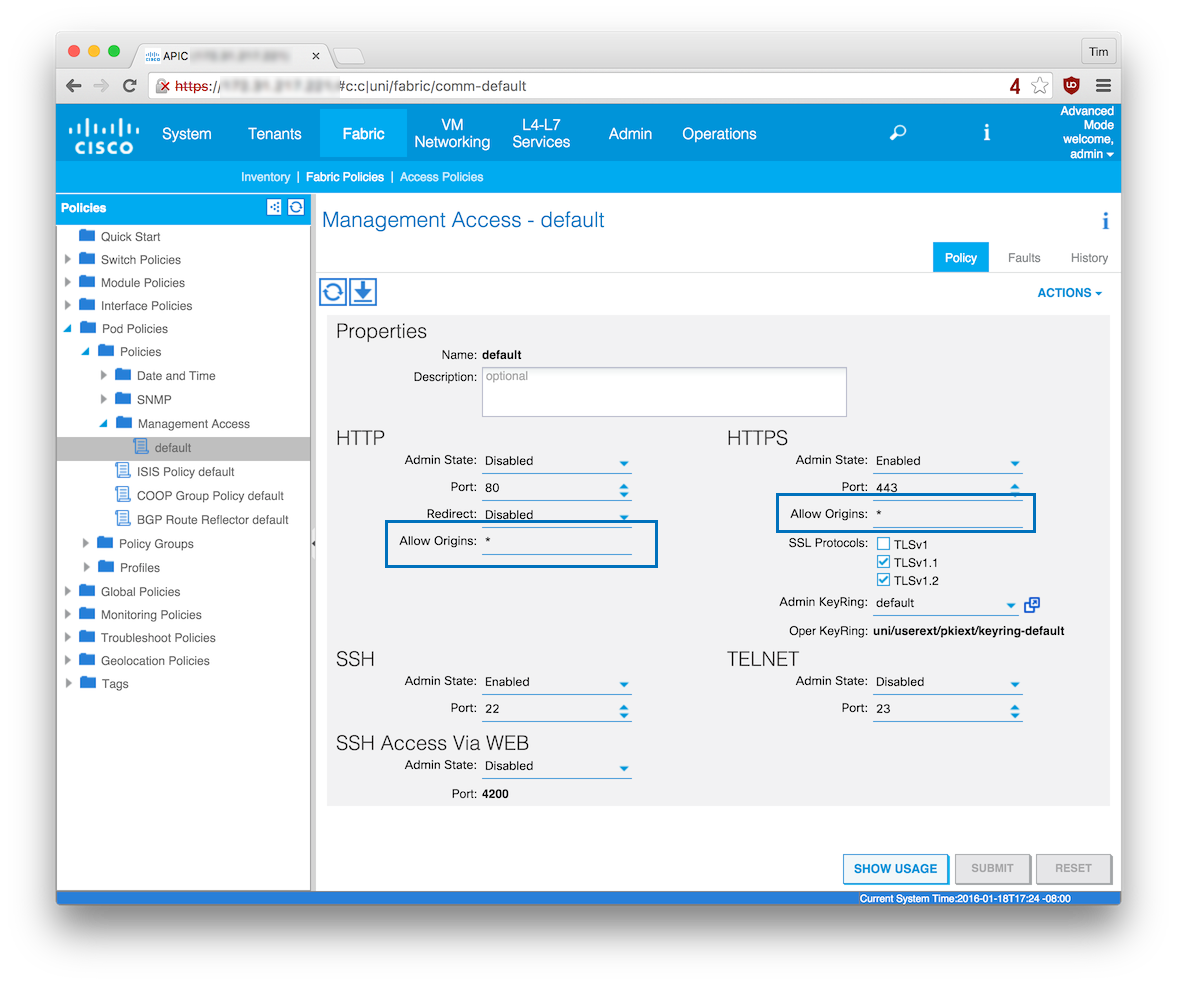 APIC
Tim
https://
#c:c|uni/fabric/comm-default
4
CISCO
System
Tenants
Fabric
VM
Networking
L4-L7
Services
Admin
Operations
i
Advanced
Mode
welcome,
admin
Inventory | Fabric Policies | Access Policies
Policies
Quick Start
Switch Policies
Module Policies
Interface Policies
Pod Policies
Policies
Date and Time
SNMP
Management Access
default
ISIS Policy default
COOP Group Policy default
BGP Route Reflector default
Policy Groups
Profiles
Global Policies
Monitoring Policies
Troubleshoot Policies
Geolocation Policies
Tags
Management Access - default
i
Policy
Faults
History
ACTIONS
Properties
Name: default
Description: optional
HTTP
Admin State: Disabled
Port: 80
Redirect: Disabled
Allow Origins: *
HTTPS
Admin State: Enabled
Port: 443
Allow Origins: *
SSL Protocols: TLSv1
TLSv1.1
TLSv1.2
Admin KeyRing: default
Oper KeyRing: uni/userext/pkiext/keyring-default
SSH
Admin State: Enabled
Port: 22
TELNET
Admin State: Disabled
Port: 23
SSH Access Via WEB
Admin State: Disabled
Port: 4200
SHOW USAGE
SUBMIT
RESET
Current System Time:2016-01-18T17:24 -08:00